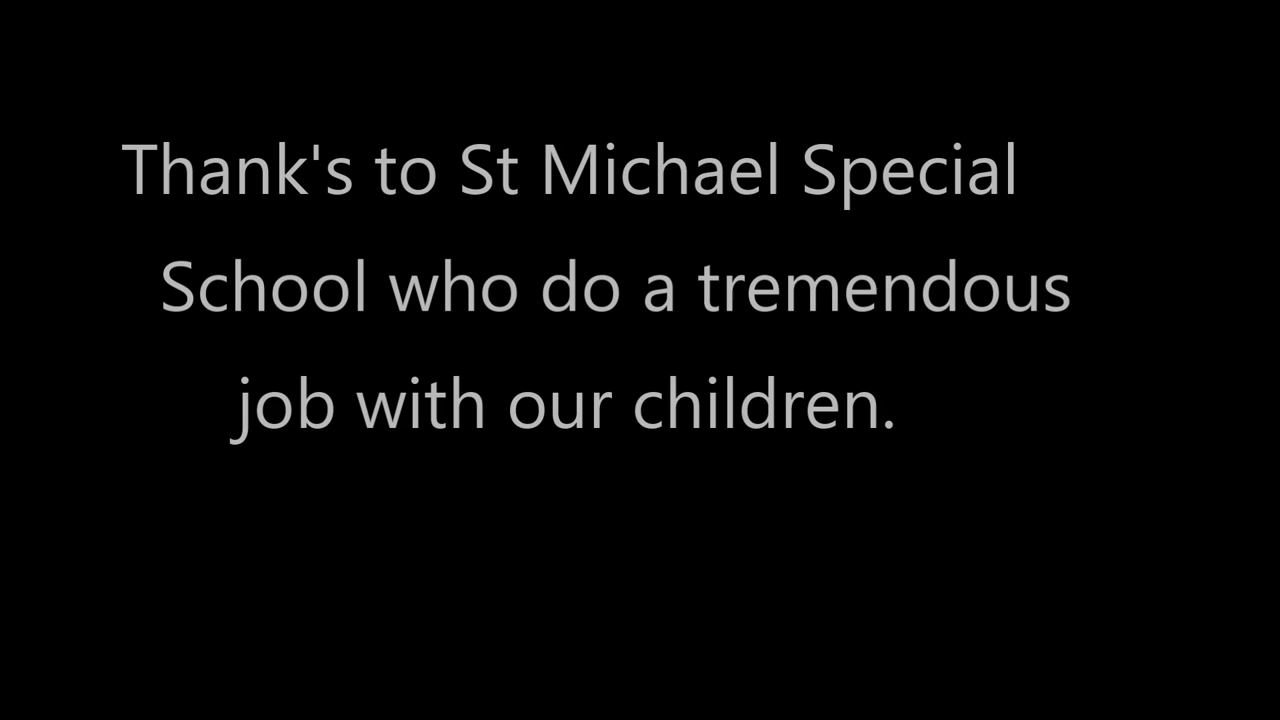 Thank's to St Michael Special
School who do a tremendous
job with our children.